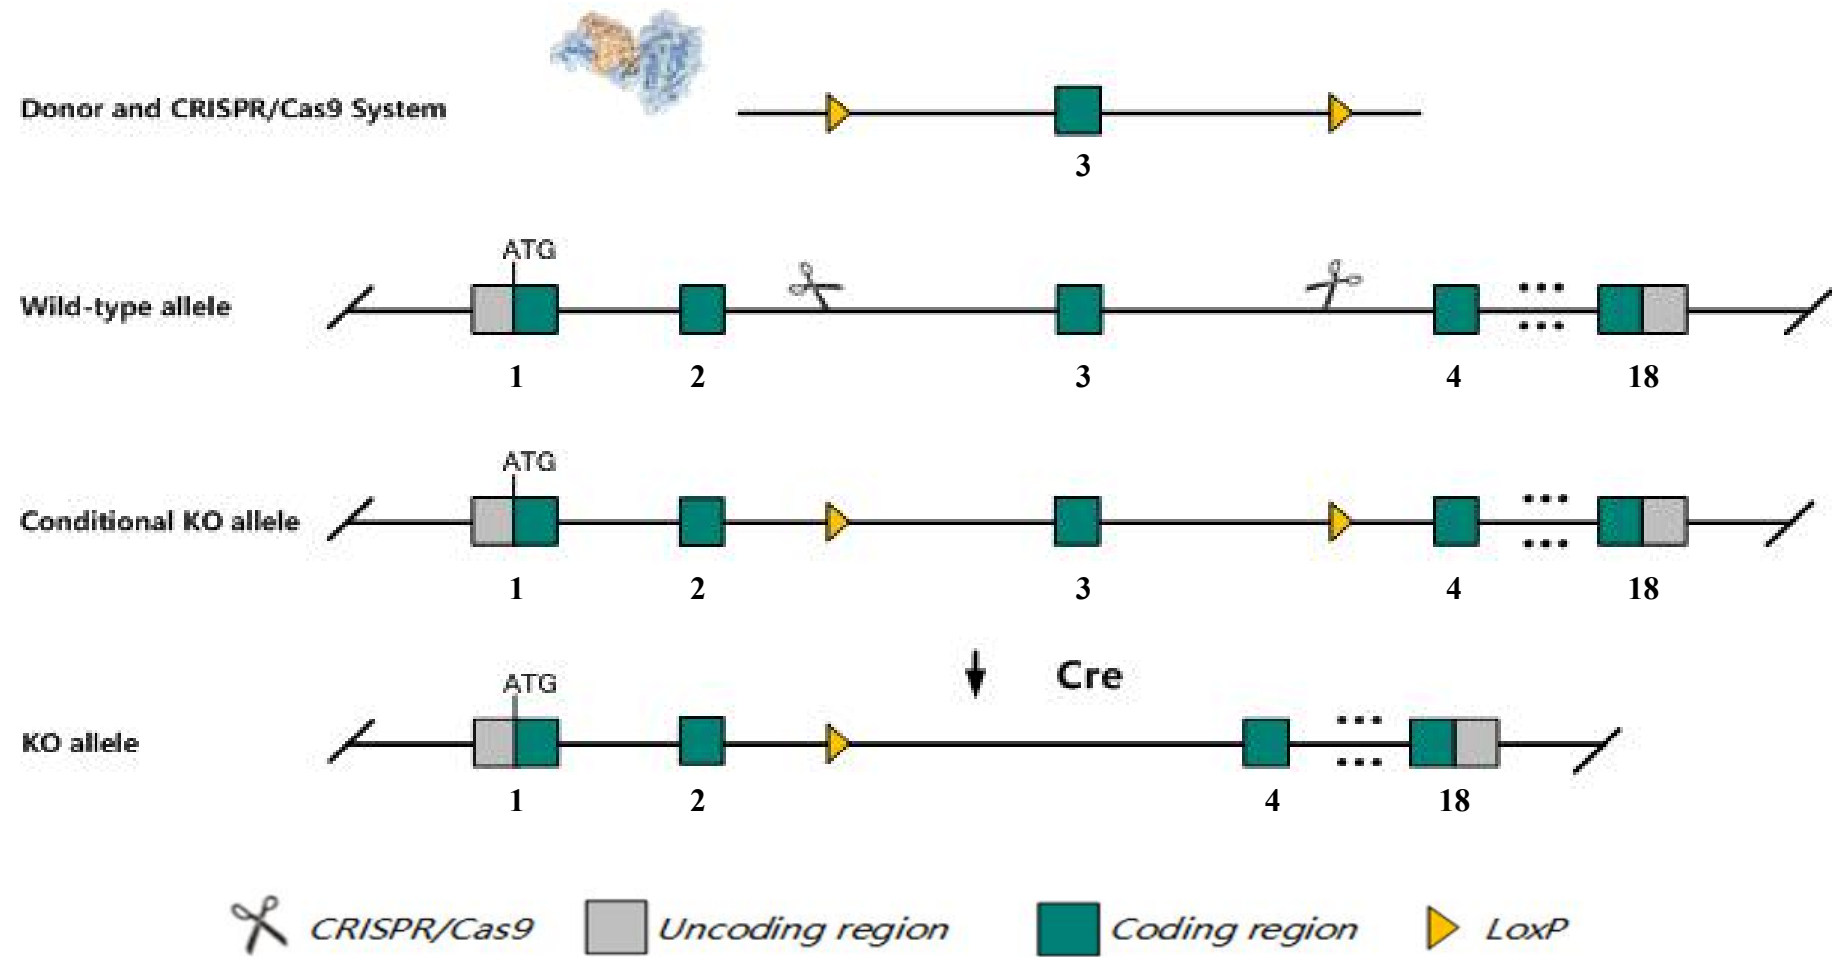 Donor and CRISPR/Cas9 System
3
ATG
Wild-type allele
1 2 3 4 18
ATG
Conditional KO allele
1 2 3 4 18
Cre
ATG
KO allele
1 2 4 18
CRISPR/Cas9 Uncoding region Coding region LoxP